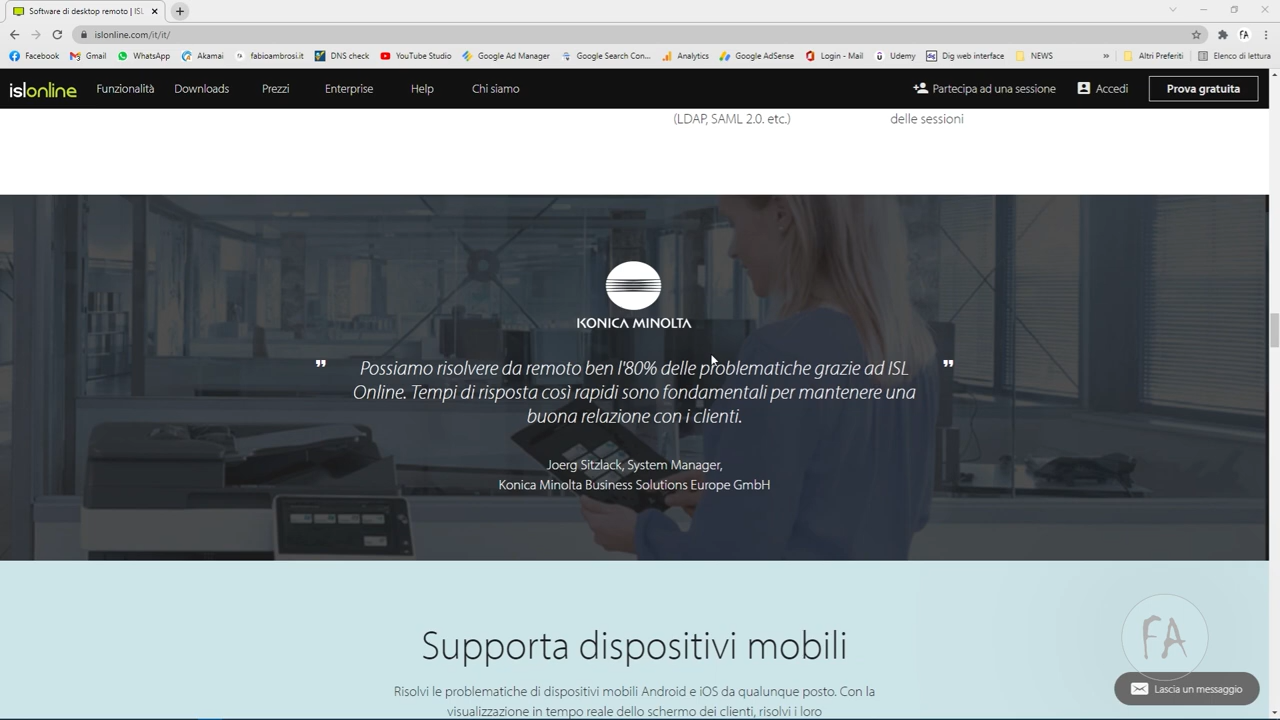 Software di desktop remoto | ISL
islonline.com/it/it/
Facebook
Gmail
WhatsApp
Akamai
fabioambrosi.it
DNS check
YouTube Studio
Google Ad Manager
Google Search Con...
Analytics
Google AdSense
Login - Mail
Udemy
Dig web interface
NEWS
»
Altri Preferiti
Elenco di lettura
islonline
Funzionalità
Downloads
Prezzi
Enterprise
Help
Chi siamo
Partecipa ad una sessione
Accedi
Prova gratuita
(LDAP, SAML 2.0. etc.)
delle sessioni
KONICA MINOLTA
" Possiamo risolvere da remoto ben l'80% delle problematiche grazie ad ISL "
Online. Tempi di risposta così rapidi sono fondamentali per mantenere una
buona relazione con i clienti.
Joerg Sitzlack, System Manager,
Konica Minolta Business Solutions Europe GmbH
Supporta dispositivi mobili
Risolvi le problematiche di dispositivi mobili Android e iOS da qualunque posto. Con la
visualizzazione in tempo reale dello schermo dei clienti, risolvi i loro
FA
Lascia un messaggio